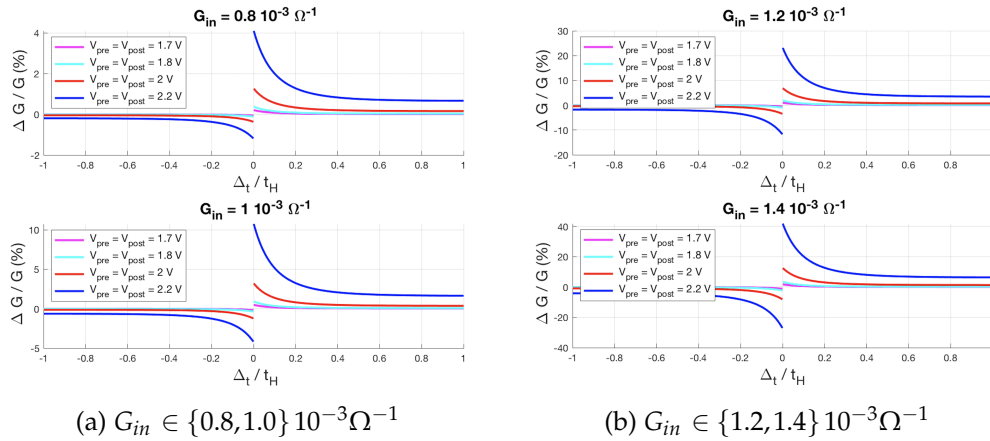 G_in = 0.8 10^-3 Ω^-1
Δ G / G (%)
4
2
0
-2
V_pre = V_post = 1.7 V
V_pre = V_post = 1.8 V
V_pre = V_post = 2 V
V_pre = V_post = 2.2 V
-1 -0.8 -0.6 -0.4 -0.2 0 0.2 0.4 0.6 0.8 1
Δ_t / t_H
G_in = 1 10^-3 Ω^-1
Δ G / G (%)
10
5
0
-5
V_pre = V_post = 1.7 V
V_pre = V_post = 1.8 V
V_pre = V_post = 2 V
V_pre = V_post = 2.2 V
-1 -0.8 -0.6 -0.4 -0.2 0 0.2 0.4 0.6 0.8 1
Δ_t / t_H
(a) G_in ∈ {0.8, 1.0} 10^−3Ω^−1
G_in = 1.2 10^-3 Ω^-1
Δ G / G (%)
30
20
10
0
-10
-20
V_pre = V_post = 1.7 V
V_pre = V_post = 1.8 V
V_pre = V_post = 2 V
V_pre = V_post = 2.2 V
-1 -0.8 -0.6 -0.4 -0.2 0 0.2 0.4 0.6 0.8
Δ_t / t_H
G_in = 1.4 10^-3 Ω^-1
Δ G / G (%)
40
20
0
-20
-40
V_pre = V_post = 1.7 V
V_pre = V_post = 1.8 V
V_pre = V_post = 2 V
V_pre = V_post = 2.2 V
-1 -0.8 -0.6 -0.4 -0.2 0 0.2 0.4 0.6 0.8
Δ_t / t_H
(b) G_in ∈ {1.2, 1.4} 10^−3Ω^−1